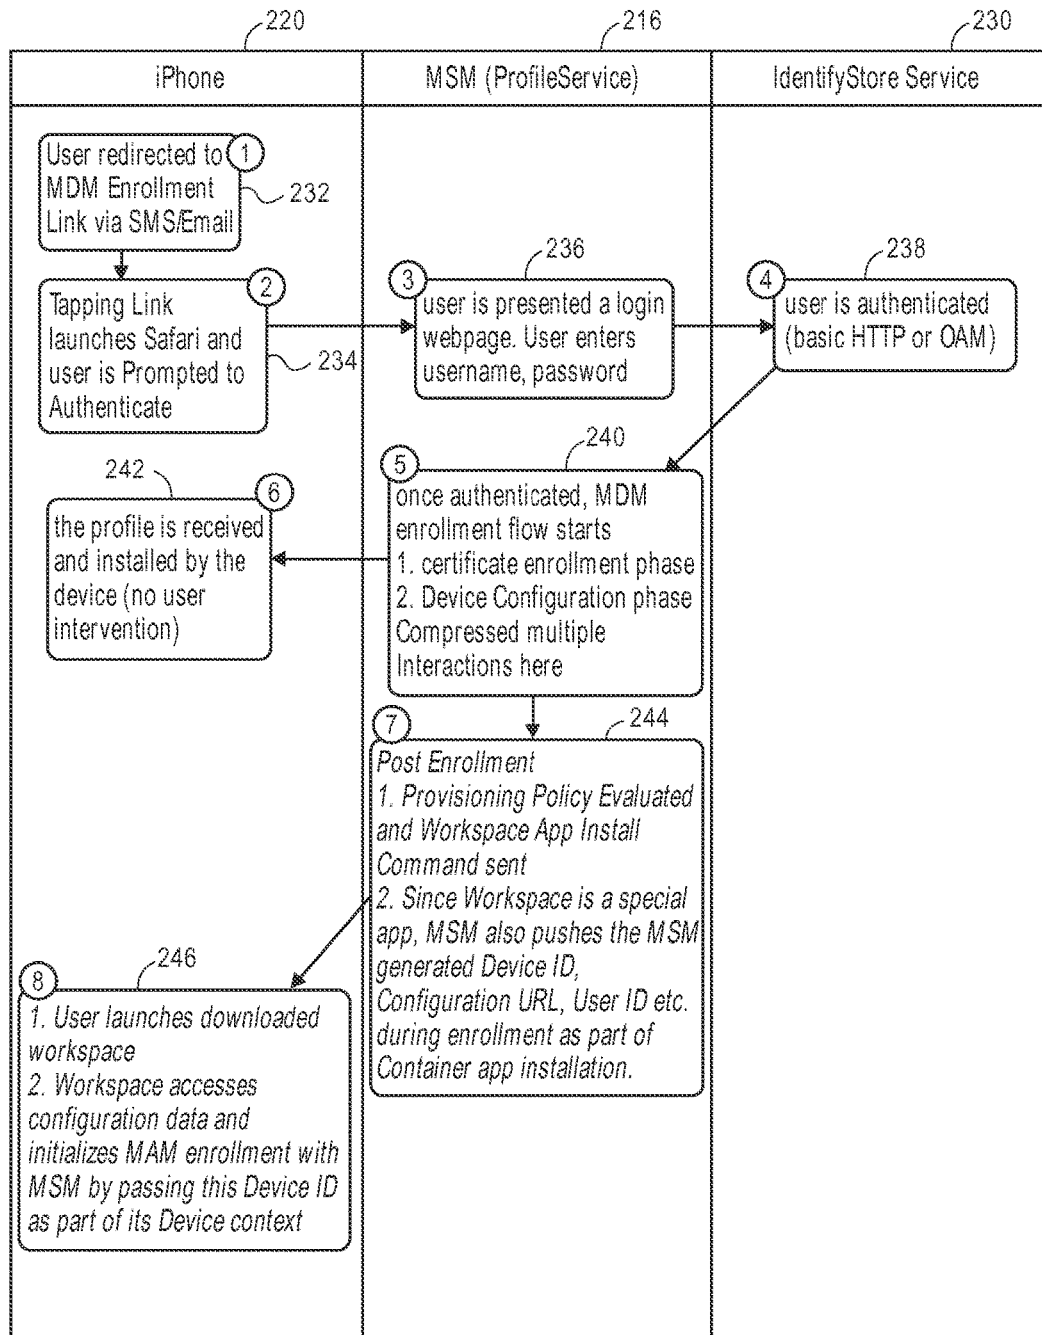 220
216
230
iPhone
MSM (ProfileService)
IdentifyStore Service
1
User redirected to
MDM Enrollment
Link via SMS/Email
232
2
Tapping Link
launches Safari and
user is Prompted to
Authenticate
234
236
3
user is presented a login
webpage. User enters
username, password
238
4
user is authenticated
(basic HTTP or OAM)
240
5
once authenticated, MDM
enrollment flow starts
1. certificate enrollment phase
2. Device Configuration phase
Compressed multiple
Interactions here
242
6
the profile is received
and installed by the
device (no user
intervention)
244
7
Post Enrollment
1. Provisioning Policy Evaluated
and Workspace App Install
Command sent
2. Since Workspace is a special
app, MSM also pushes the MSM
generated Device ID,
Configuration URL, User ID etc.
during enrollment as part of
Container app installation.
246
8
1. User launches downloaded
workspace
2. Workspace accesses
configuration data and
initializes MAM enrollment with
MSM by passing this Device ID
as part of its Device context